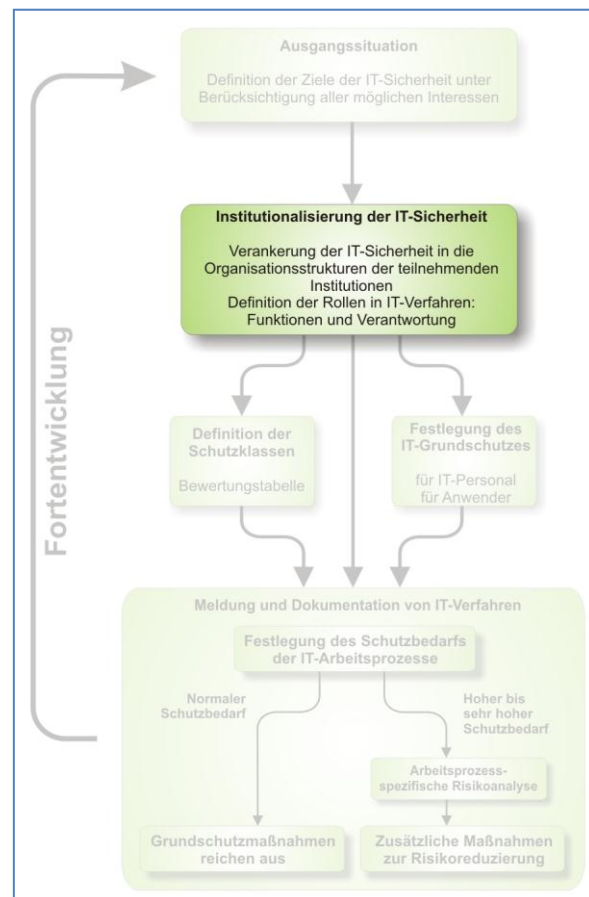 Ausgangssituation
Definition der Ziele der IT-Sicherheit unter
Berücksichtigung aller möglichen Interessen
Institutionalisierung der IT-Sicherheit
Verankerung der IT-Sicherheit in die
Organisationsstrukturen der teilnehmenden
Institutionen
Definition der Rollen in IT-Verfahren:
Funktionen und Verantwortung
Fortentwicklung
Definition der
Schutzklassen
Bewertungstabelle
Festlegung des
IT-Grundschutzes
für IT-Personal
für Anwender
Meldung und Dokumentation von IT-Verfahren
Festlegung des Schutzbedarfs
der IT-Arbeitsprozesse
Normaler
Schutzbedarf
Hoher bis
sehr hoher
Schutzbedarf
Arbeitsprozess-
spezifische Risikoanalyse
Grundschutzmaßnahmen
reichen aus
Zusätzliche Maßnahmen
zur Risikoreduzierung